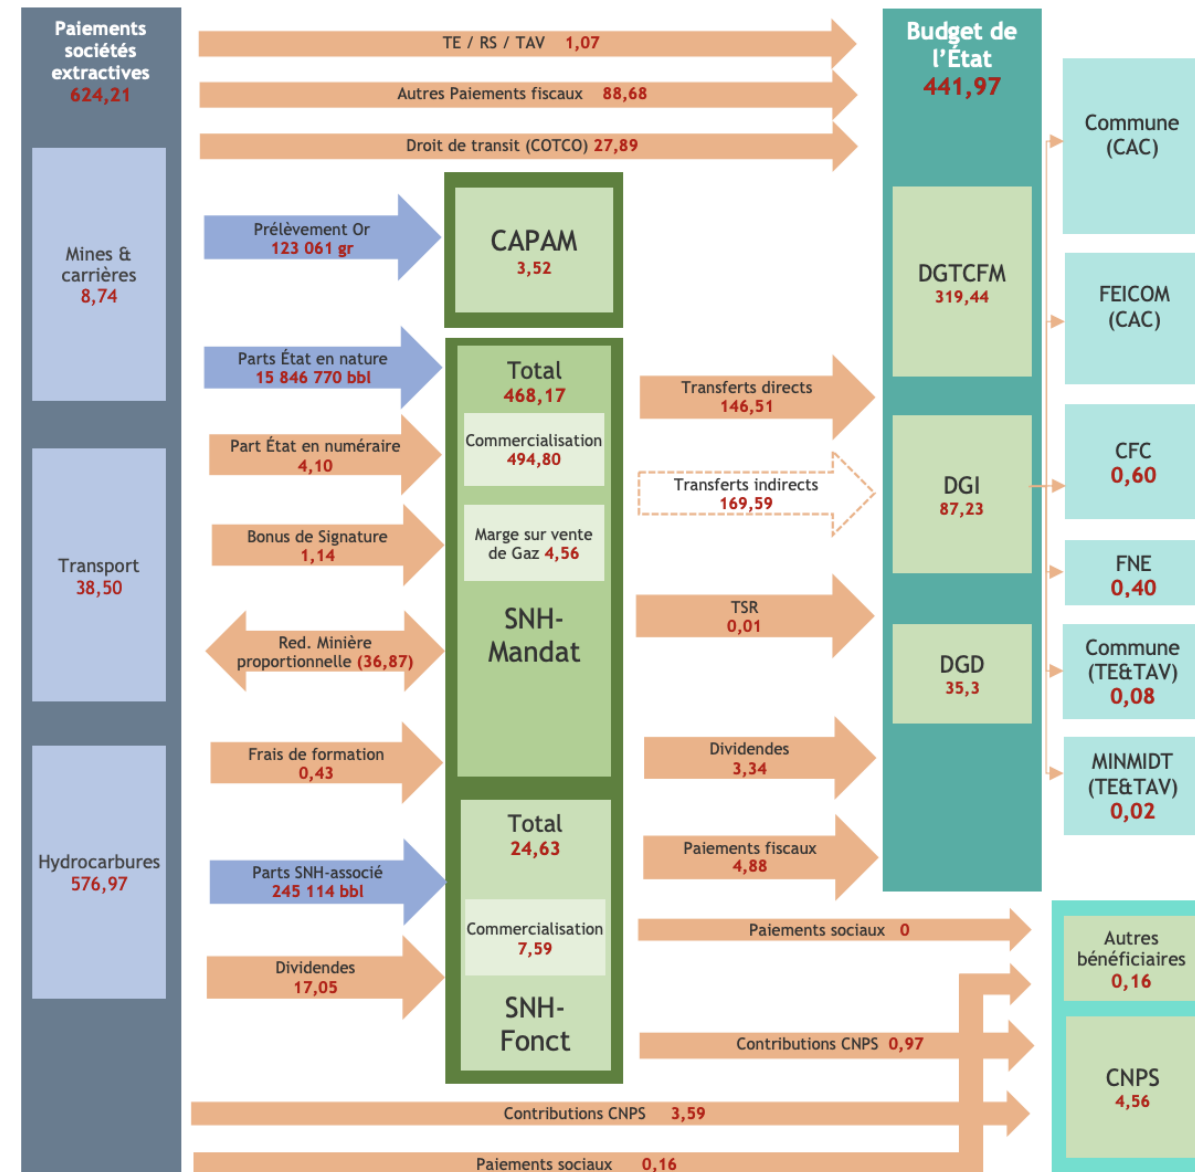 Paiements
sociétés
extractives
624,21
Mines &
carrières
8,74
Transport
38,50
Hydrocarbures
576,97
TE / RS / TAV 1,07
Autres Paiements fiscaux 88,68
Droit de transit (COTCO) 27,89
Prélèvement Or
123 061 gr
Parts État en nature
15 846 770 bbl
Part État en numéraire
4,10
Bonus de Signature
1,14
Red. Minière
proportionnelle (36,87)
Frais de formation
0,43
Parts SNH-associé
245 114 bbl
Dividendes
17,05
CAPAM
3,52
Total
468,17
Commercialisation
494,80
Marge sur vente
de Gaz 4,56
SNH-
Mandat
Total
24,63
Commercialisation
7,59
SNH-
Fonct
Transferts directs
146,51
Transferts indirects
169,59
TSR
0,01
Dividendes
3,34
Paiements fiscaux
4,88
Paiements sociaux 0
Contributions CNPS 0,97
Contributions CNPS 3,59
Paiements sociaux 0,16
Budget de
l'État
441,97
DGTCFM
319,44
DGI
87,23
DGD
35,3
Commune
(CAC)
FEICOM
(CAC)
CFC
0,60
FNE
0,40
Commune
(TE&TAV)
0,08
MINMIDT
(TE&TAV)
0,02
Autres
bénéficiaires
0,16
CNPS
4,56